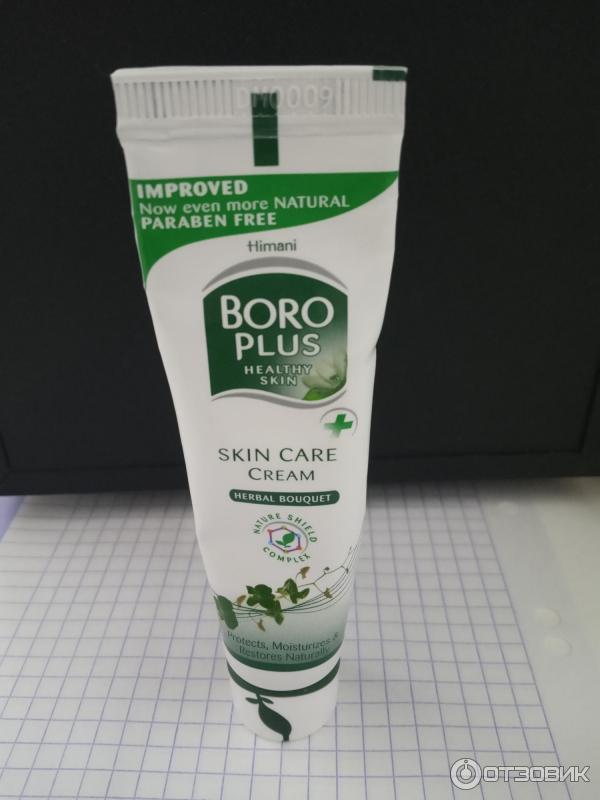 DM0009
IMPROVED
Now even more NATURAL
PARABEN FREE
Himani
BORO
PLUS
HEALTHY
SKIN
SKIN CARE
CREAM
HERBAL BOUQUET
NATURE SHIELD
COMPLEX
Protects, Moisturizes &
Restores Naturally
ОТЗОВИК